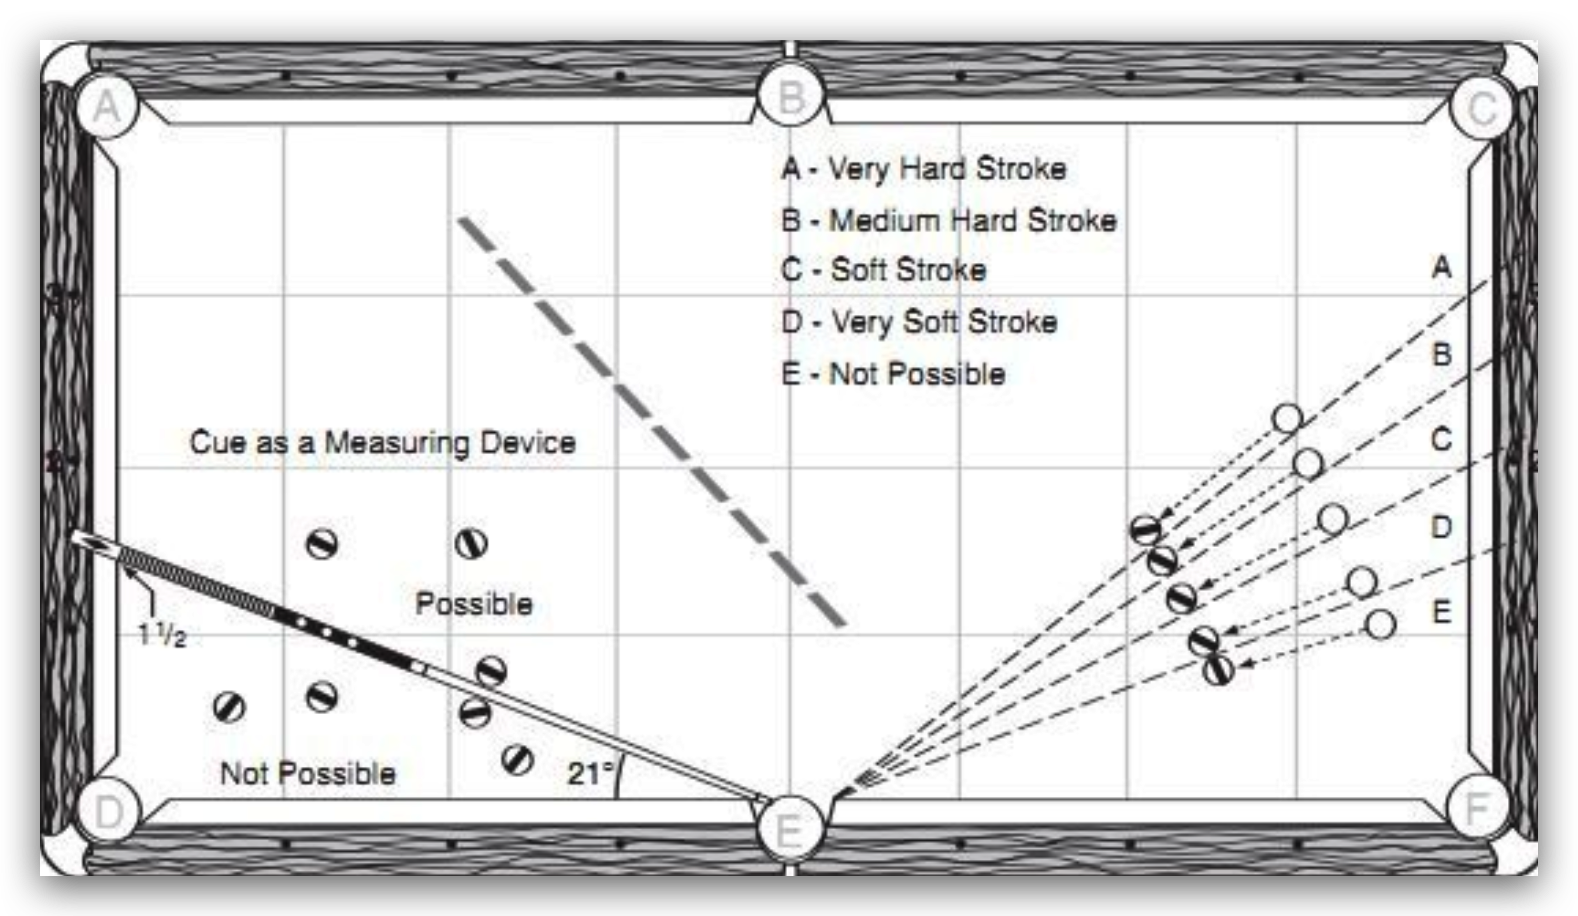 A
B
C
A - Very Hard Stroke
B - Medium Hard Stroke
C - Soft Stroke
D - Very Soft Stroke
E - Not Possible
A
B
C
D
E
Cue as a Measuring Device
Possible
1 1/2
Not Possible
21°
D
E
F